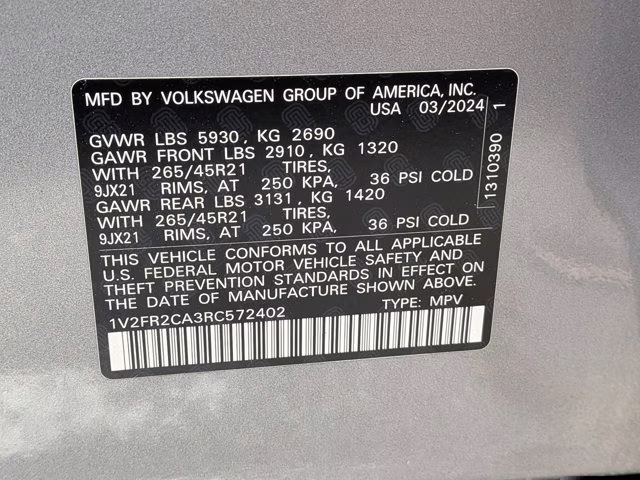 MFD BY VOLKSWAGEN GROUP OF AMERICA, INC.
USA 03/2024 1
GVWR LBS 5930, KG 2690
GAWR FRONT LBS 2910, KG 1320
WITH 265/45R21 TIRES,
9JX21 RIMS, AT 250 KPA, 36 PSI COLD
GAWR REAR LBS 3131, KG 1420
WITH 265/45R21 TIRES,
9JX21 RIMS, AT 250 KPA, 36 PSI COLD
THIS VEHICLE CONFORMS TO ALL APPLICABLE
U.S. FEDERAL MOTOR VEHICLE SAFETY AND
THEFT PREVENTION STANDARDS IN EFFECT ON
THE DATE OF MANUFACTURE SHOWN ABOVE.
1V2FR2CA3RC572402 TYPE: MPV
1310390